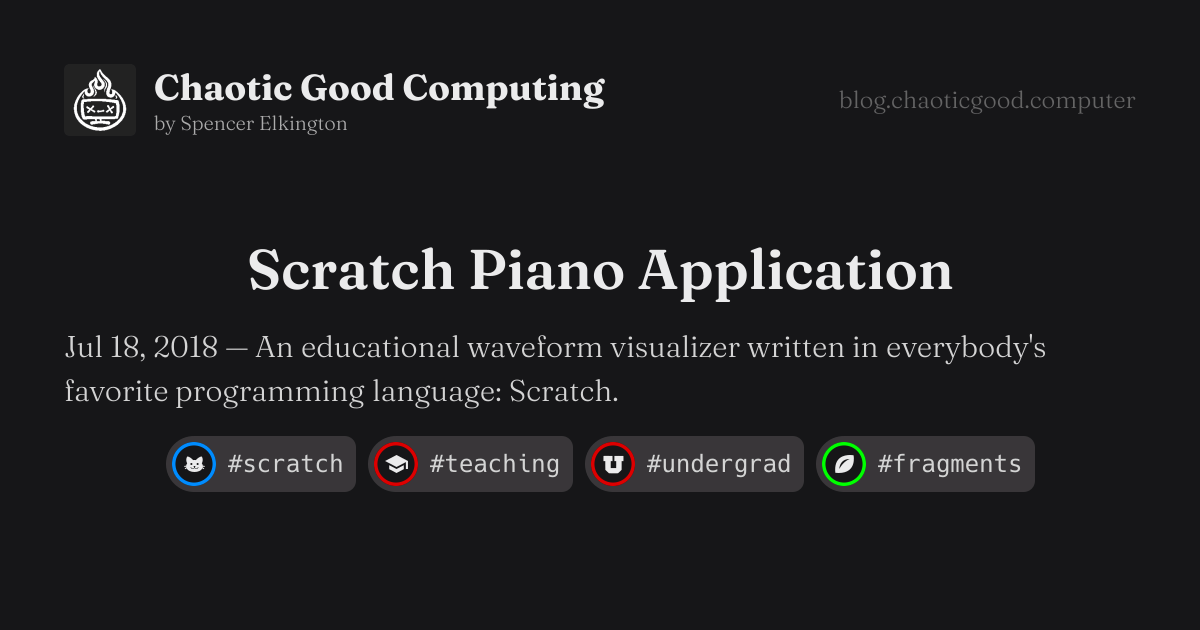 Chaotic Good Computing
by Spencer Elkington
blog.chaoticgood.computer
Scratch Piano Application
Jul 18, 2018 — An educational waveform visualizer written in everybody's
favorite programming language: Scratch.
#scratch #teaching #undergrad #fragments